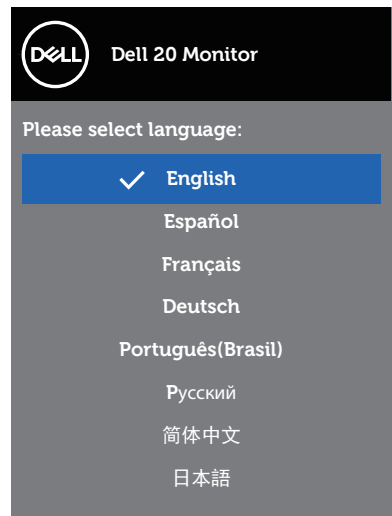 DELL Dell 20 Monitor
Please select language:
English
Español
Français
Deutsch
Português(Brasil)
Русский
简体中文
日本語